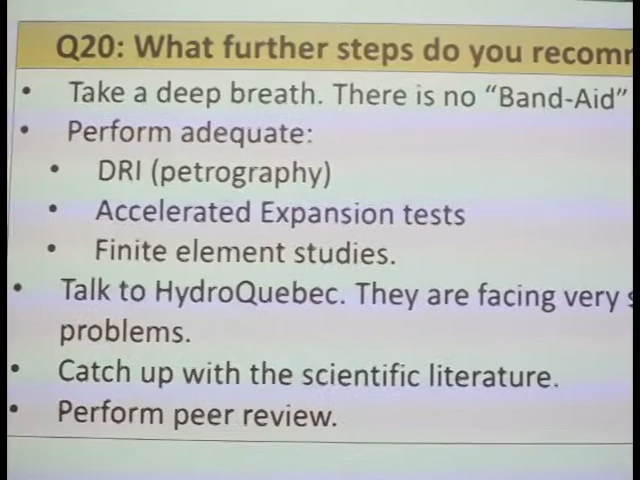 Q20: What further steps do you recomm
• Take a deep breath. There is no "Band-Aid"
• Perform adequate:
• DRI (petrography)
• Accelerated Expansion tests
• Finite element studies.
• Talk to HydroQuebec. They are facing very s
problems.
• Catch up with the scientific literature.
• Perform peer review.